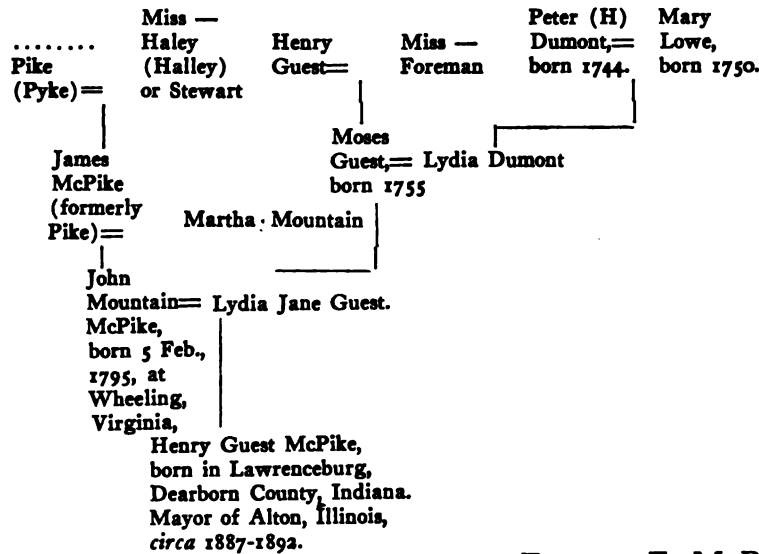 ........ Pike (Pyke)=
Miss —
Haley
(Halley)
or Stewart
Henry
Guest=
Miss —
Foreman
Peter (H)
Dumont,=
born 1744.
Mary
Lowe,
born 1750.
Moses
Guest,= Lydia Dumont
born 1755
James
McPike
(formerly
Pike)=
Martha Mountain
John
Mountain= Lydia Jane Guest.
McPike,
born 5 Feb.,
1795, at
Wheeling,
Virginia,
Henry Guest McPike,
born in Lawrenceburg,
Dearborn County, Indiana.
Mayor of Alton, Illinois,
circa 1887-1892.